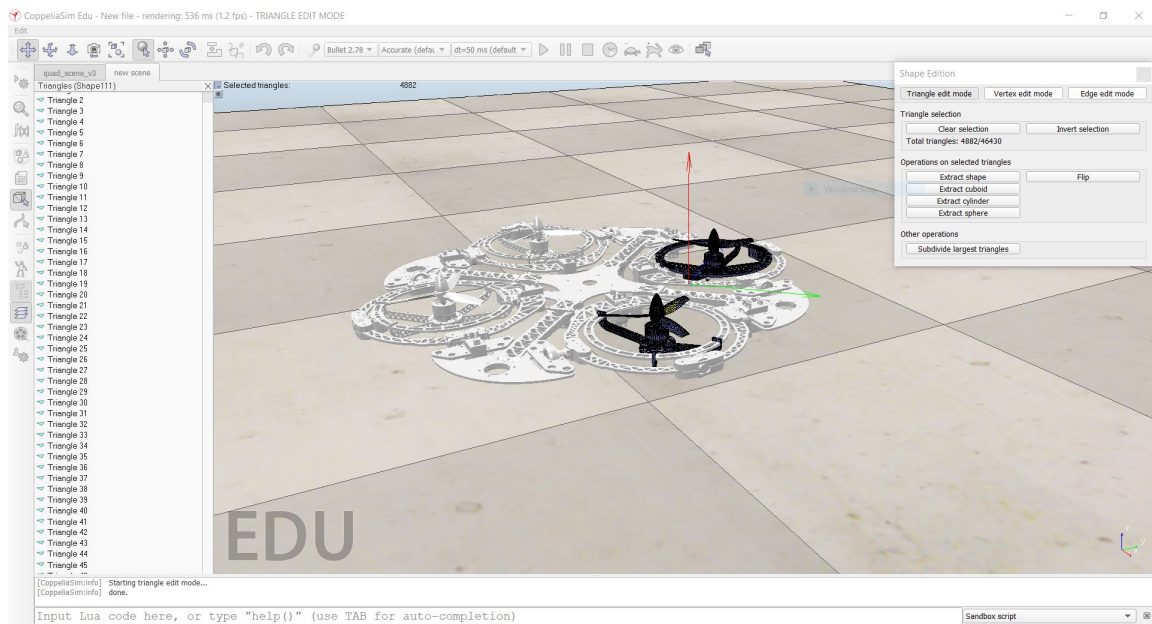 CoppeliaSim Edu - New file - rendering: 536 ms (1.2 fps) - TRIANGLE EDIT MODE
Edit
Bullet 2.78 Accurate (defau dt=50 ms (default
quad_scene_v3 new scene
Triangles (Shape111)
Selected triangles: 4882
Triangle 2
Triangle 3
Triangle 4
Triangle 5
Triangle 6
Triangle 7
Triangle 8
Triangle 9
Triangle 10
Triangle 11
Triangle 12
Triangle 13
Triangle 14
Triangle 15
Triangle 16
Triangle 17
Triangle 18
Triangle 19
Triangle 20
Triangle 21
Triangle 22
Triangle 23
Triangle 24
Triangle 25
Triangle 26
Triangle 27
Triangle 28
Triangle 29
Triangle 30
Triangle 31
Triangle 32
Triangle 33
Triangle 34
Triangle 35
Triangle 36
Triangle 37
Triangle 38
Triangle 39
Triangle 40
Triangle 41
Triangle 42
Triangle 43
Triangle 44
Triangle 45
Shape Edition
Triangle edit mode Vertex edit mode Edge edit mode
Triangle selection
Clear selection Invert selection
Total triangles: 4882/46430
Operations on selected triangles
Extract shape Flip
Extract cuboid
Extract cylinder
Extract sphere
Other operations
Subdivide largest triangles
Window
EDU
z
y
[CoppeliaSim:info] Starting triangle edit mode...
[CoppeliaSim:info] done.
Input Lua code here, or type "help()" (use TAB for auto-completion)
Sandbox script